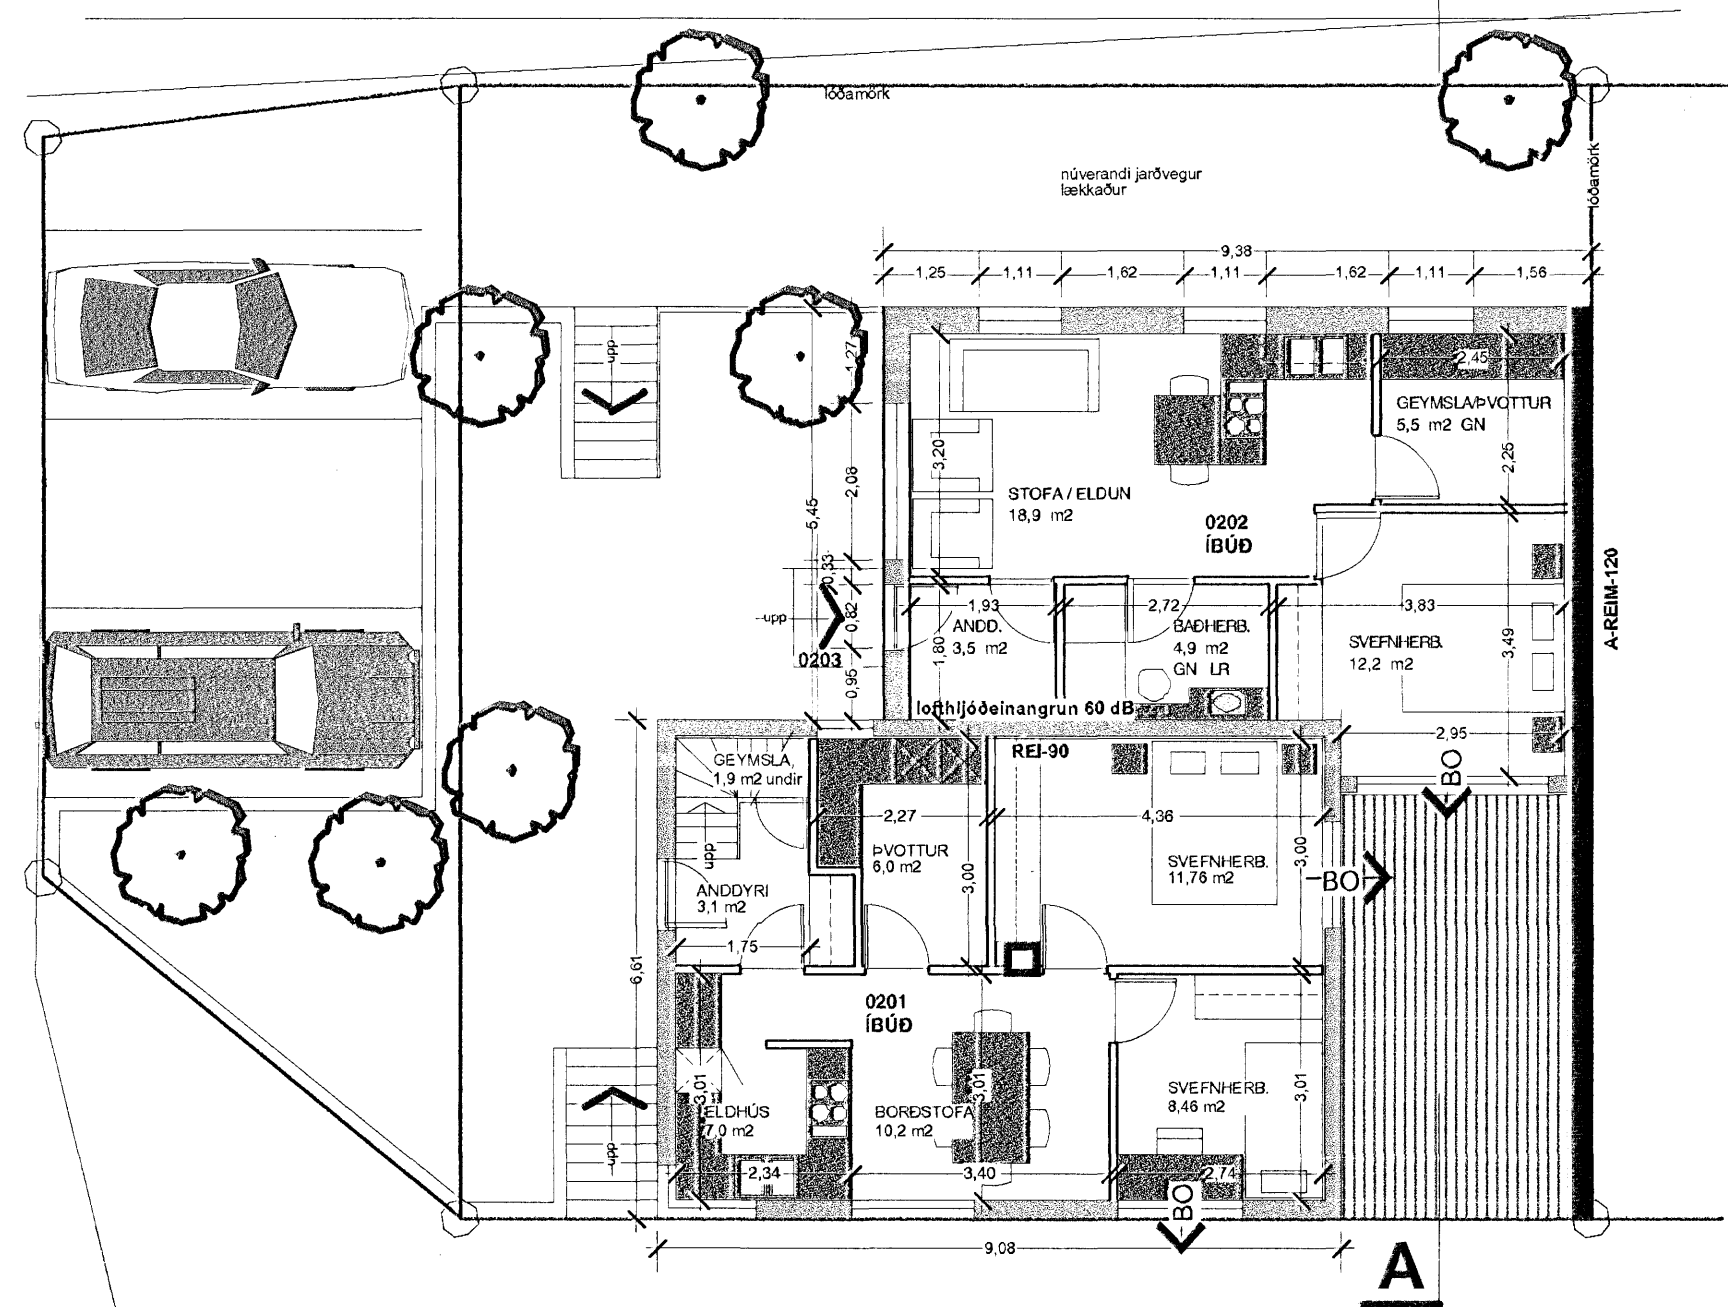 lóðamörk
lóðamörk
núverandi jarðvegur
lækkaður
9,38
1,25
1,11
1,62
1,11
1,62
1,11
1,56
upp
1,27
2,45
GEYMSLA/ÞVOTTUR
5,5 m2 GN
3,20
2,08
5,45
2,25
STOFA / ELDUN
18,9 m2
0202
ÍBÚÐ
0,33
A-REIM-120
upp
0,82
1,93
2,72
3,83
ANDD.
3,5 m2
BAÐHERB.
4,9 m2
GN LR
SVEFNHERB.
12,2 m2
3,49
1,80
0203
0,95
lofthljóðeinangrun 60 dB
2,95
REI-90
GEYMSLA,
1,9 m2 undir
BO
2,27
4,36
upp
ÞVOTTUR
6,0 m2
3,00
SVEFNHERB.
11,76 m2
3,00
BO
ANDDYRI
3,1 m2
1,75
6,61
0201
ÍBÚÐ
3,01
ELDHÚS
7,0 m2
BORÐSTOFA
10,2 m2
3,01
SVEFNHERB.
8,46 m2
3,01
upp
2,34
3,40
2,74
BO
9,08
A